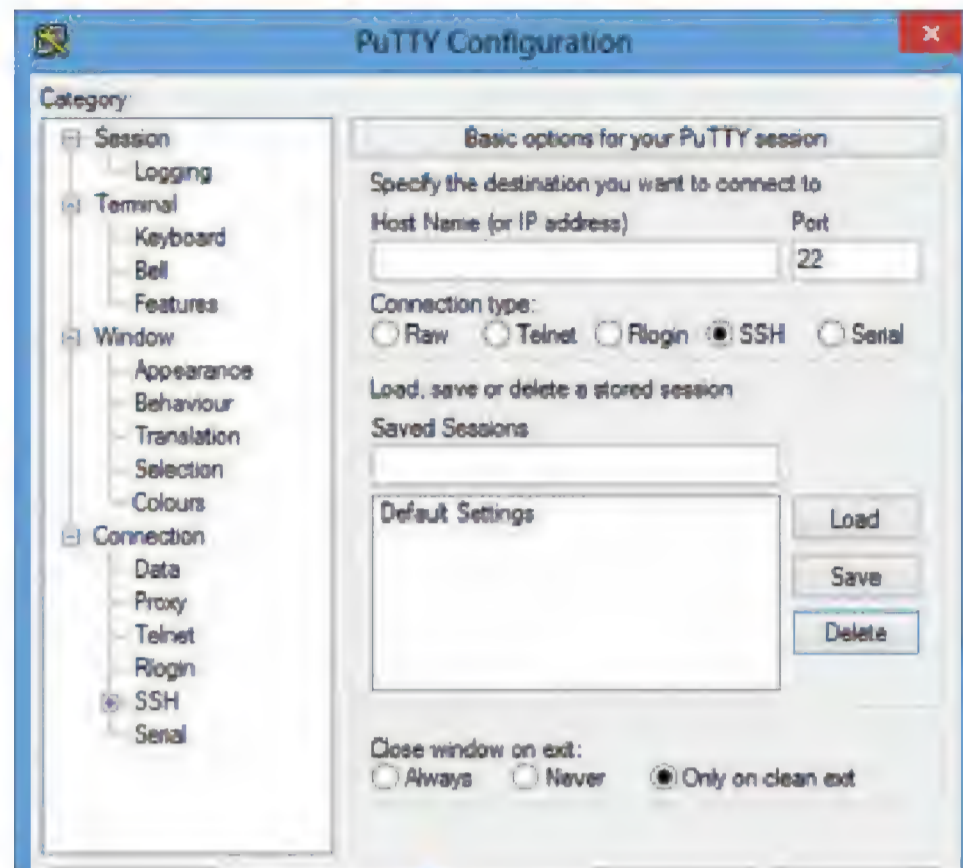 PuTTY Configuration
Category:
Session
Logging
Terminal
Keyboard
Bell
Features
Window
Appearance
Behaviour
Translation
Selection
Colours
Connection
Data
Proxy
Telnet
Rlogin
SSH
Serial
Basic options for your PuTTY session
Specify the destination you want to connect to
Host Name (or IP address) Port
22
Connection type:
Raw Telnet Rlogin SSH Serial
Load, save or delete a stored session
Saved Sessions
Default Settings
Load
Save
Delete
Close window on exit:
Always Never Only on clean exit